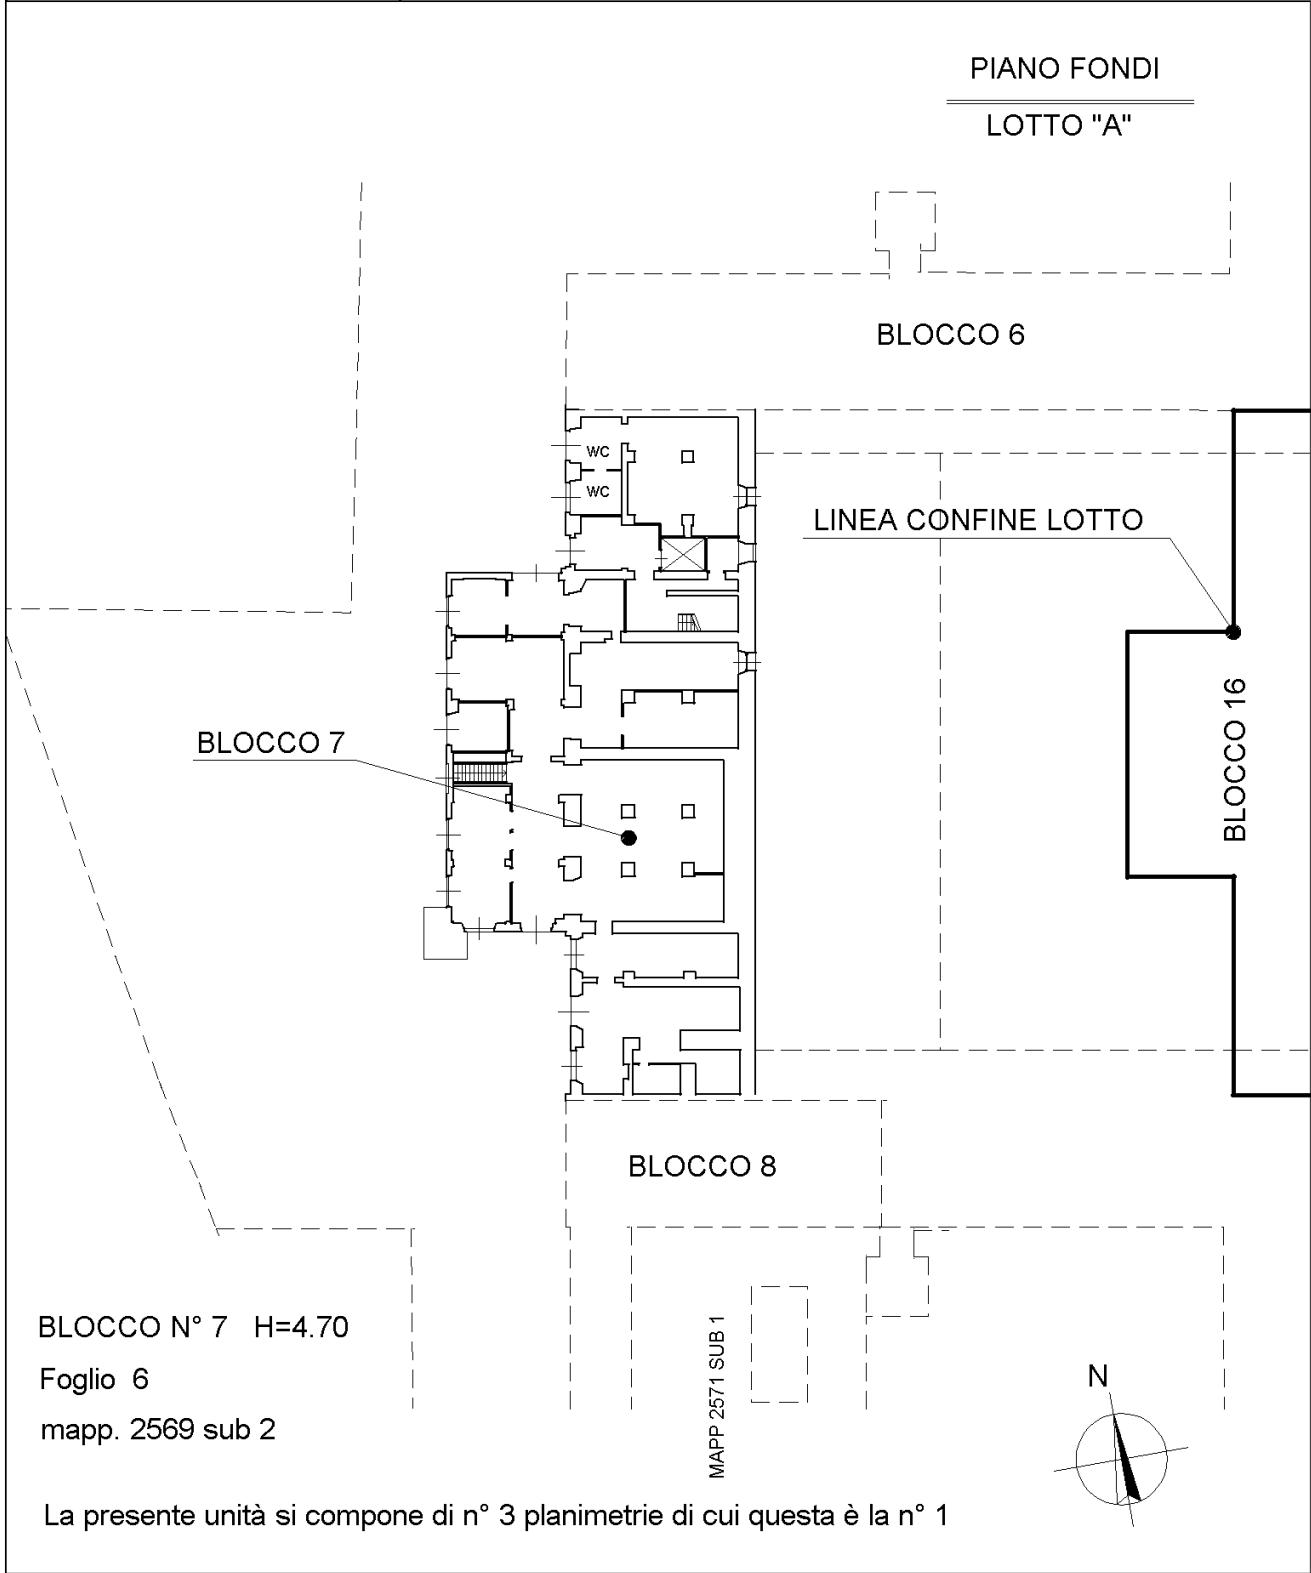 PIANO FONDI
LOTTO "A"
BLOCCO 6
WC
WC
LINEA CONFINE LOTTO
BLOCCO 16
BLOCCO 7
BLOCCO 8
BLOCCO N° 7 H=4.70
Foglio 6
mapp. 2569 sub 2
MAPP 2571 SUB 1
N
La presente unità si compone di n° 3 planimetrie di cui questa è la n° 1